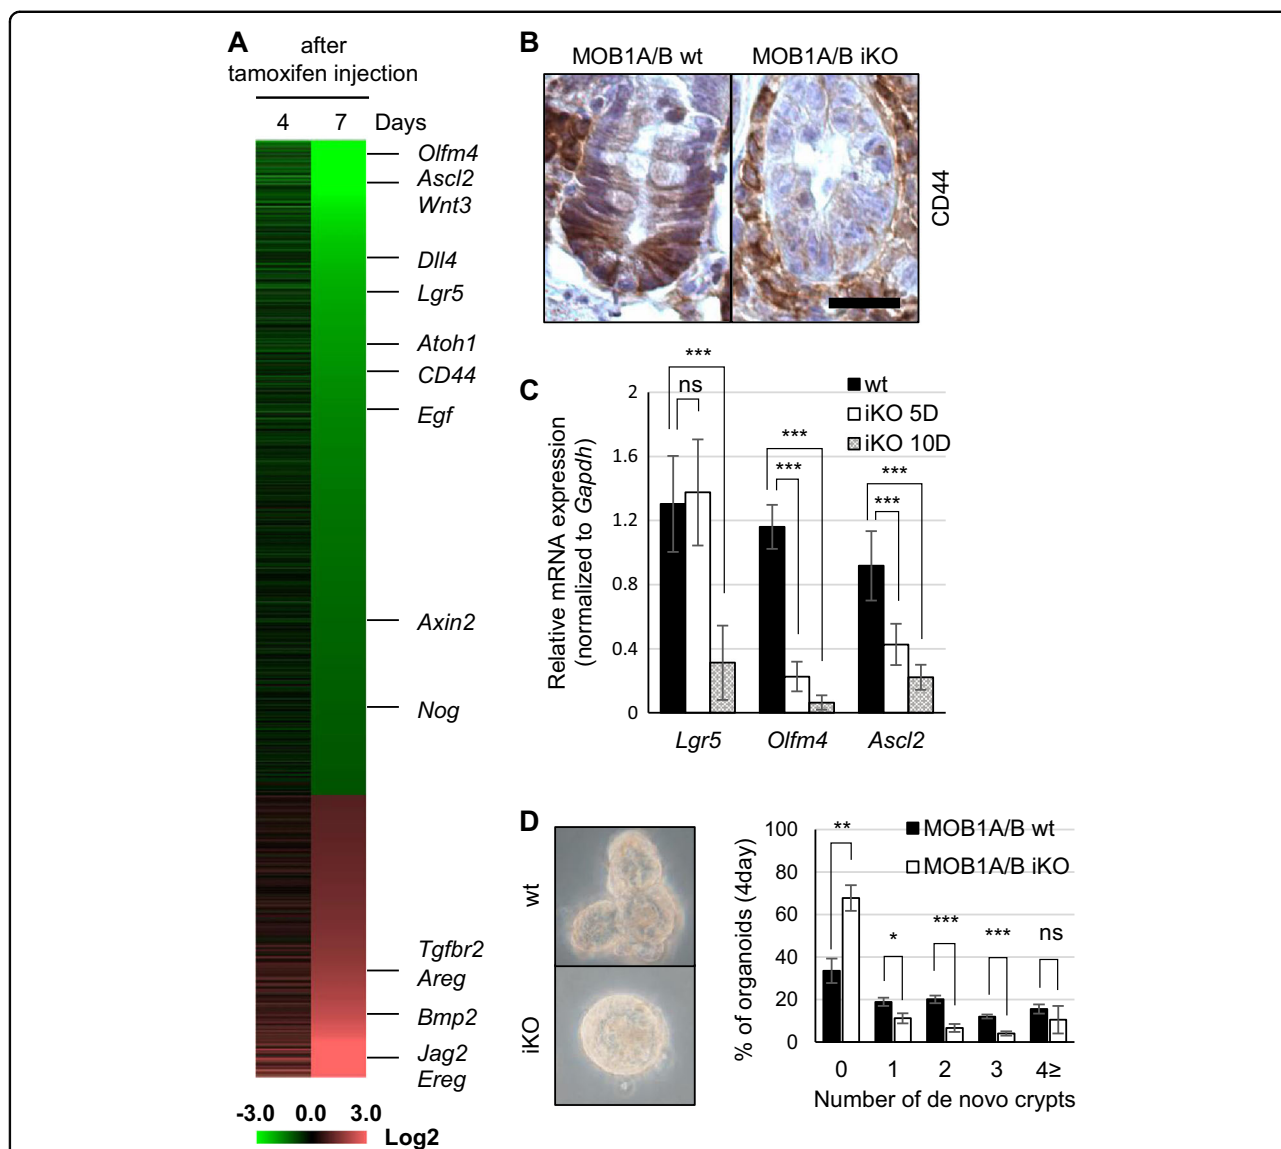 A
after
tamoxifen injection
4 7 Days
Olfm4
Ascl2
Wnt3
Dll4
Lgr5
Atoh1
CD44
Egf
Axin2
Nog
Tgfbr2
Areg
Bmp2
Jag2
Ereg
-3.0 0.0 3.0
Log2
B
MOB1A/B wt MOB1A/B iKO
CD44
C
Relative mRNA expression
(normalized to Gapdh)
2
1.6
1.2
0.8
0.4
0
wt
iKO 5D
iKO 10D
***
ns
***
***
***
***
Lgr5 Olfm4 Ascl2
D
wt
iKO
% of organoids (4day)
100
80
60
40
20
0
MOB1A/B wt
MOB1A/B iKO
**
*
***
***
ns
0 1 2 3 4≥
Number of de novo crypts